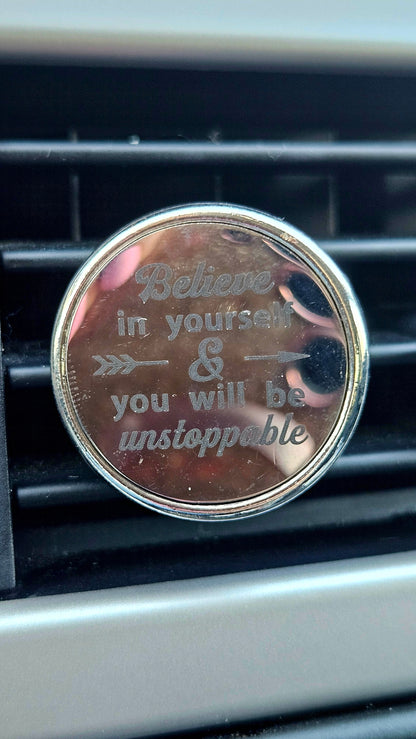 Believe
in yourself
&
you will be
unstoppable